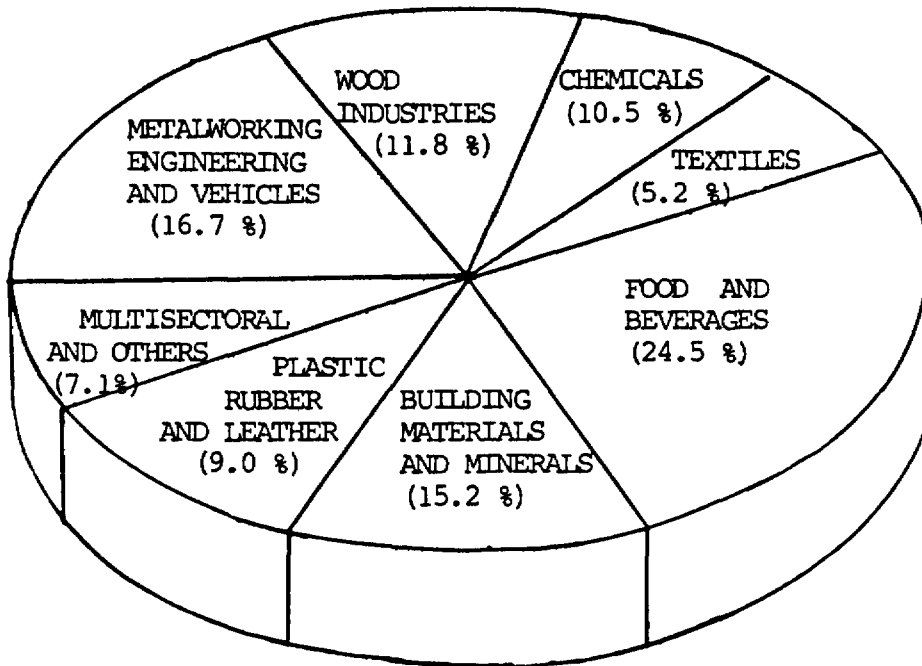 WOOD
INDUSTRIES
(11.8 %)
CHEMICALS
(10.5 %)
TEXTILES
(5.2 %)
METALWORKING
ENGINEERING
AND VEHICLES
(16.7 %)
FOOD AND
BEVERAGES
(24.5 %)
MULTISECTORAL
AND OTHERS
(7.1%)
PLASTIC
RUBBER
AND LEATHER
(9.0 %)
BUILDING
MATERIALS
AND MINERALS
(15.2 %)